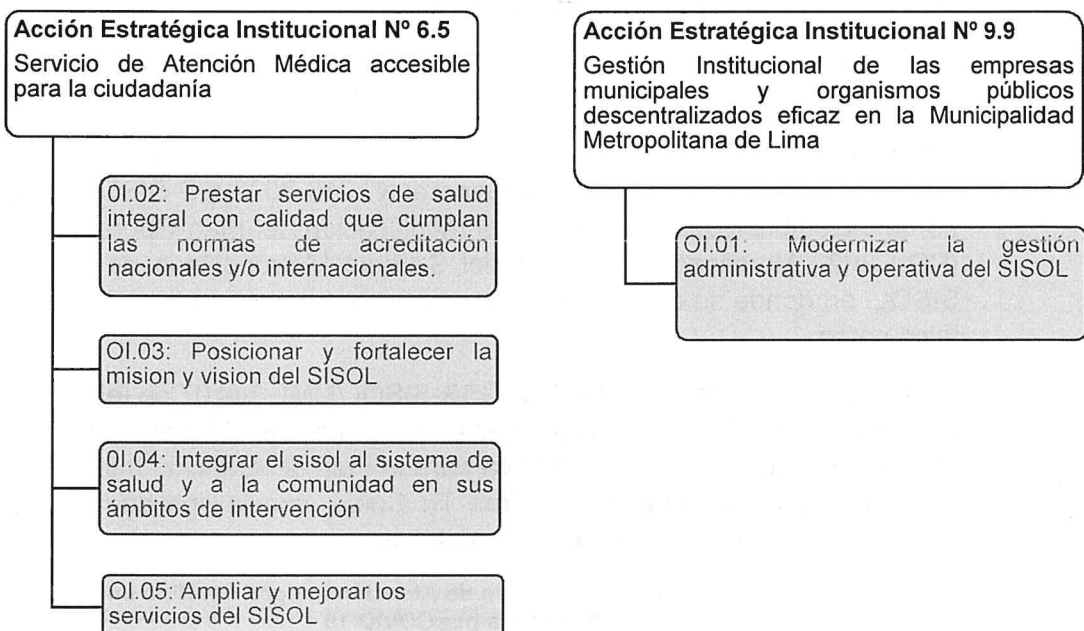 Acción Estratégica Institucional Nº 6.5
Servicio de Atención Médica accesible
para la ciudadanía
0I.02: Prestar servicios de salud
integral con calidad que cumplan
las normas de acreditación
nacionales y/o internacionales.
OI.03: Posicionar y fortalecer la
mision y vision del SISOL
0I.04: Integrar el sisol al sistema de
salud y a la comunidad en sus
ámbitos de intervención
OI.05: Ampliar y mejorar los
servicios del SISOL
Acción Estratégica Institucional Nº 9.9
Gestión Institucional de las empresas
municipales y organismos públicos
descentralizados eficaz en la Municipalidad
Metropolitana de Lima
OI.01: Modernizar la gestión
administrativa y operativa del SISOL